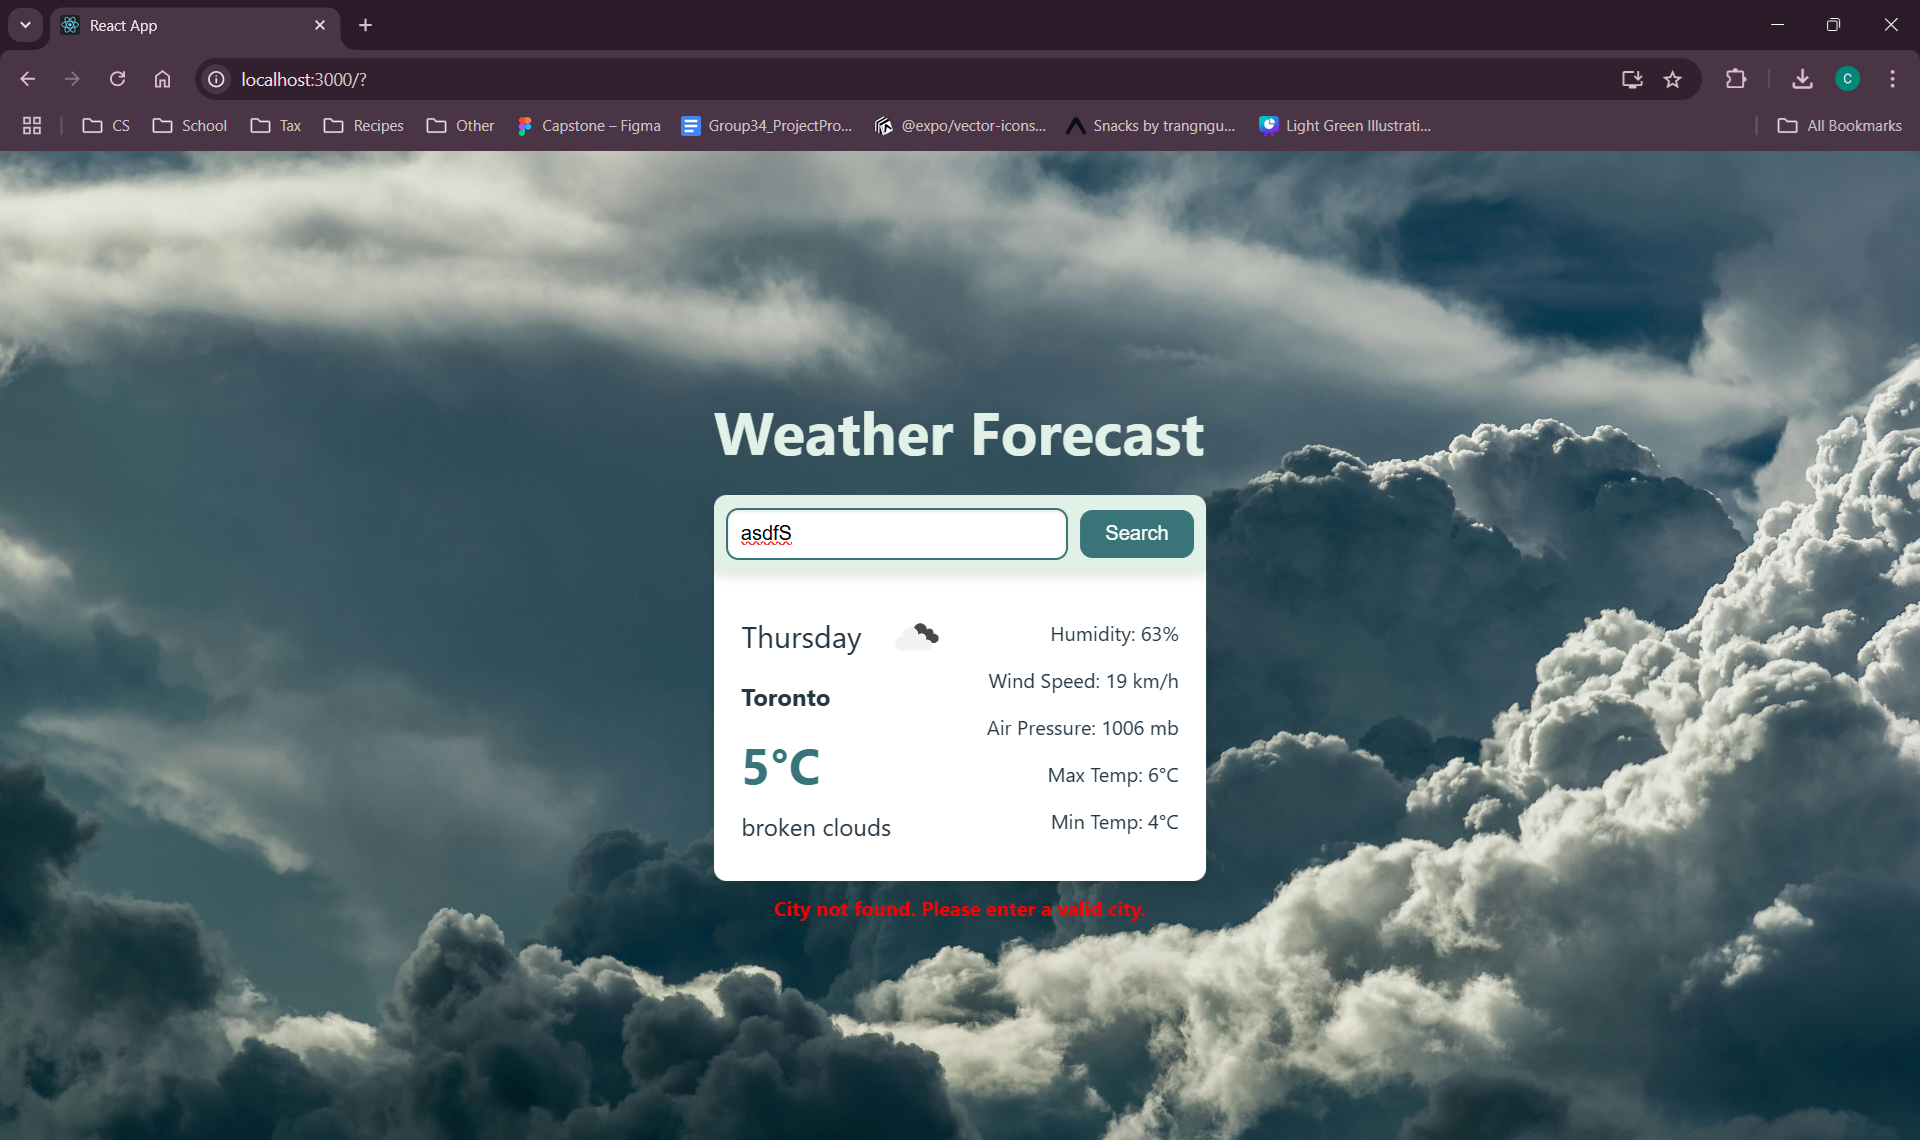 React App
localhost:3000/?
C
CS
School
Tax
Recipes
Other
Capstone – Figma
Group34_ProjectPro...
@expo/vector-icons...
Snacks by trangngu...
Light Green Illustrati...
All Bookmarks
Weather Forecast
asdfS
Search
Thursday
Toronto
5°C
broken clouds
Humidity: 63%
Wind Speed: 19 km/h
Air Pressure: 1006 mb
Max Temp: 6°C
Min Temp: 4°C
City not found. Please enter a valid city.